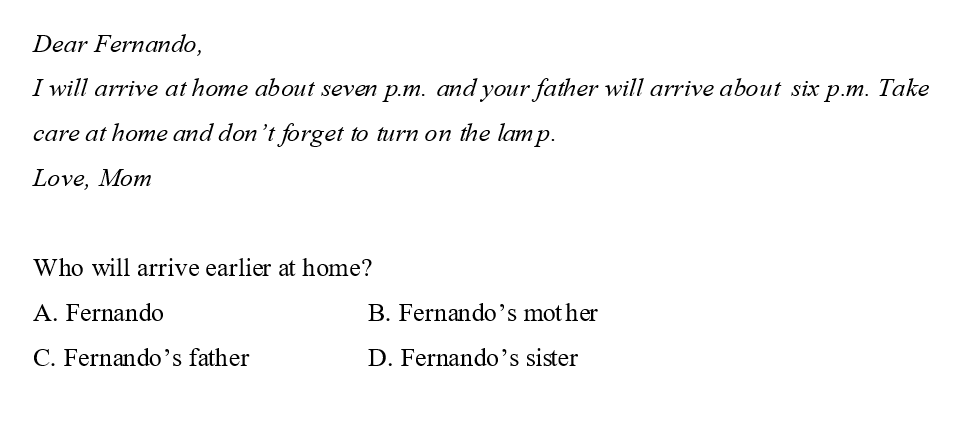 Dear Fernando,
I will arrive at home about seven p.m. and your father will arrive about six p.m. Take
care at home and don’t forget to turn on the lamp.
Love, Mom
Who will arrive earlier at home?
A. Fernando B. Fernando’s mother
C. Fernando’s father D. Fernando’s sister